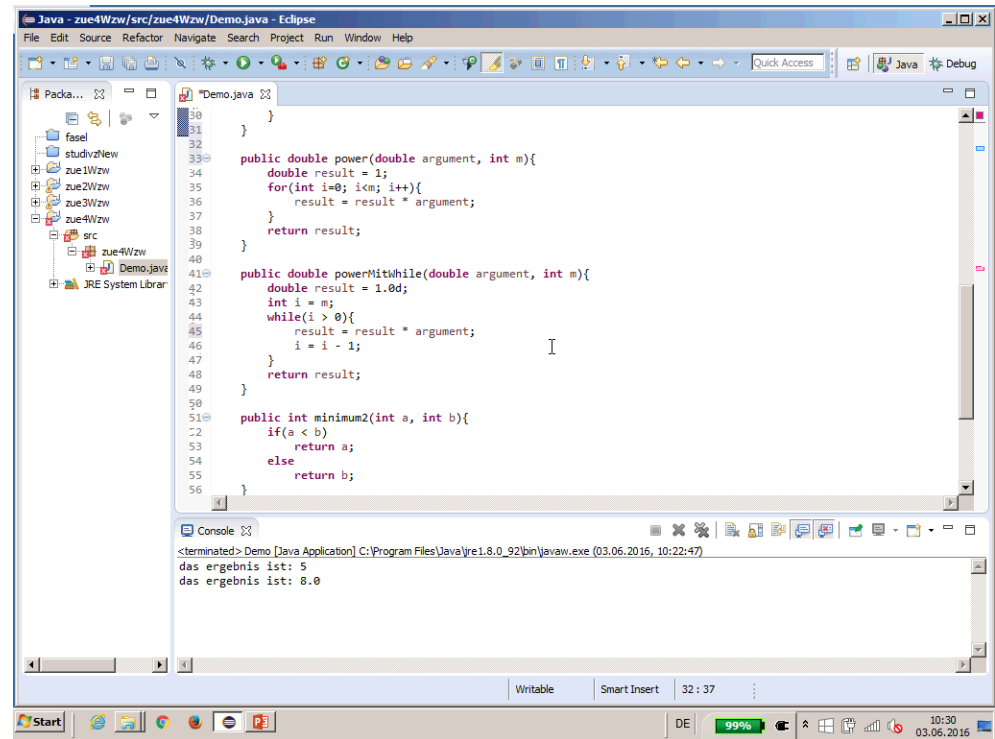 Java - zue4Wzw/src/zue4Wzw/Demo.java - Eclipse
File Edit Source Refactor Navigate Search Project Run Window Help
Quick Access Java Debug
Packa...
fasel
studivzNew
zue1Wzw
zue2Wzw
zue3Wzw
zue4Wzw
src
zue4Wzw
Demo.java
JRE System Librar
*Demo.java
30 }
31 }
32
33 public double power(double argument, int m){
34 double result = 1;
35 for(int i=0; i<m; i++){
36 result = result * argument;
37 }
38 return result;
39 }
40
41 public double powerMitWhile(double argument, int m){
42 double result = 1.0d;
43 int i = m;
44 while(i > 0){
45 result = result * argument;
46 i = i - 1;
47 }
48 return result;
49 }
50
51 public int minimum2(int a, int b){
52 if(a < b)
53 return a;
54 else
55 return b;
56 }
Console
<terminated> Demo [Java Application] C:\Program Files\Java\jre1.8.0_92\bin\javaw.exe (03.06.2016, 10:22:47)
das ergebnis ist: 5
das ergebnis ist: 8.0
Writable Smart Insert 32 : 37
Start DE 99% 10:30
03.06.2016